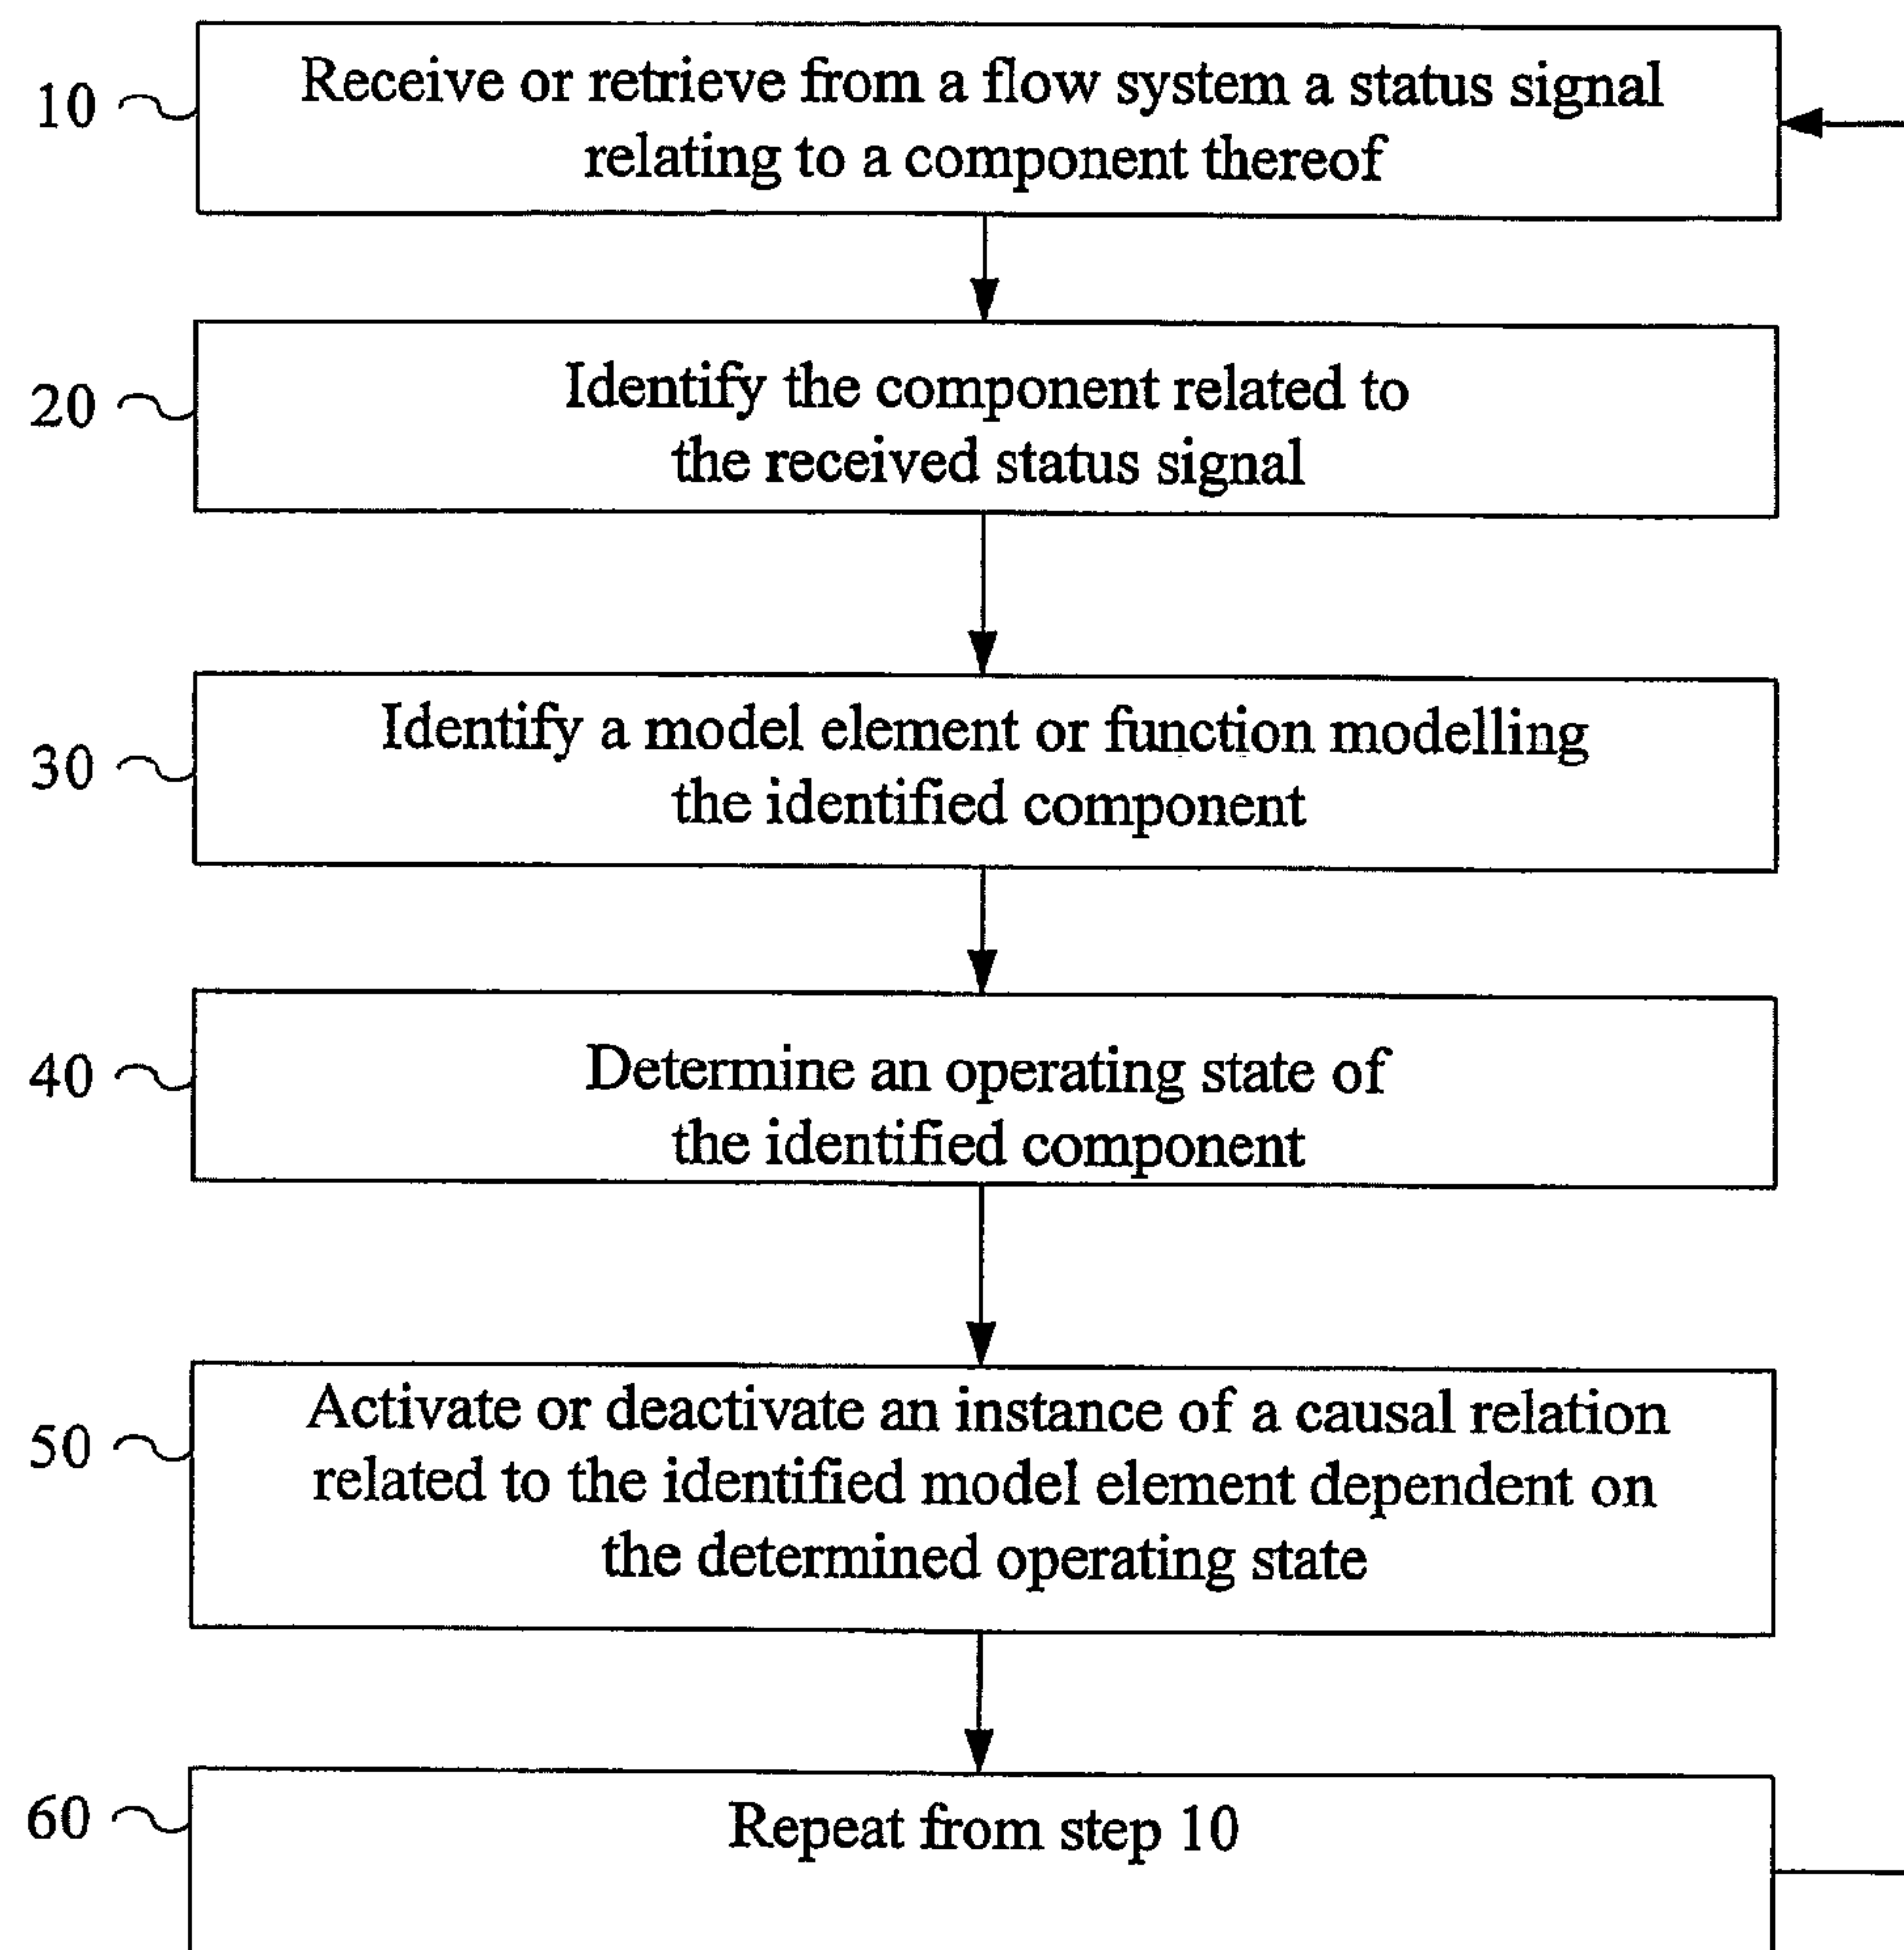 10
Receive or retrieve from a flow system a status signal
relating to a component thereof
20
Identify the component related to
the received status signal
30
Identify a model element or function modelling
the identified component
40
Determine an operating state of
the identified component
50
Activate or deactivate an instance of a causal relation
related to the identified model element dependent on
the determined operating state
60
Repeat from step 10